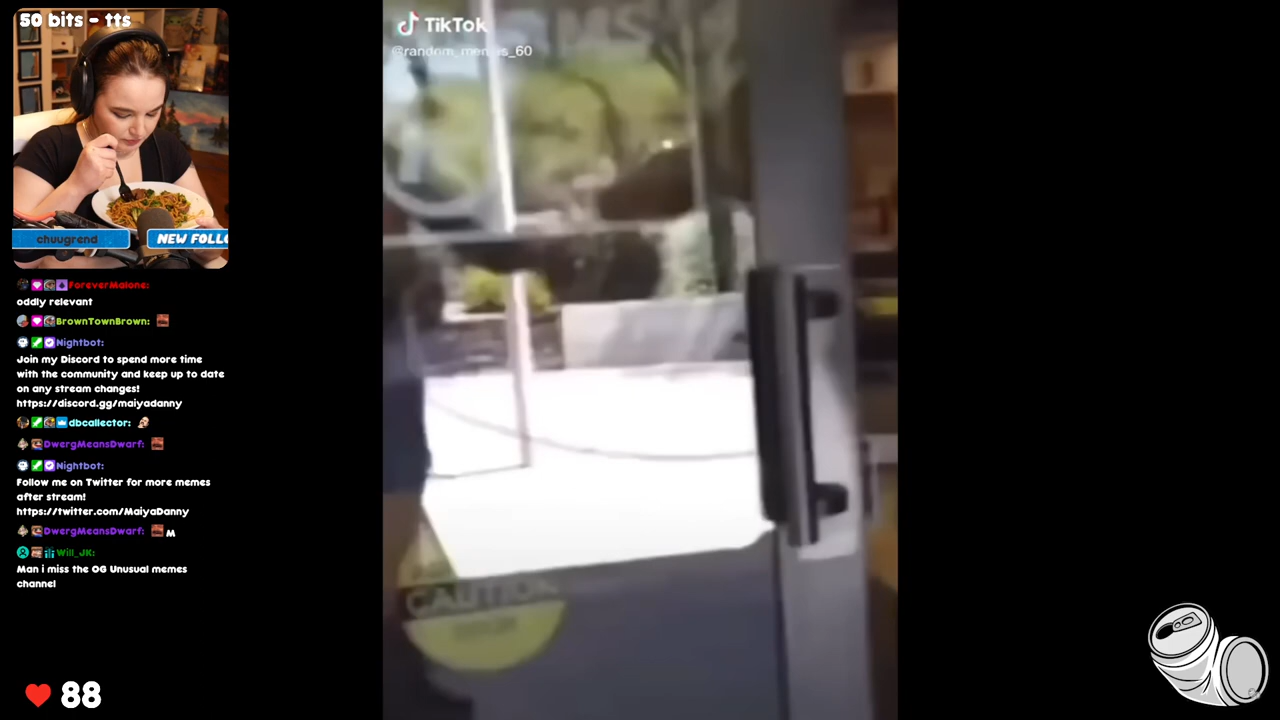 50 bits - tts
chuugrend
NEW FOLLO
ForeverMalone:
oddly relevant
BrownTownBrown:
Nightbot:
Join my Discord to spend more time
with the community and keep up to date
on any stream changes!
https://discord.gg/maiyadanny
dbcallector:
DwergMeansDwarf:
Nightbot:
Follow me on Twitter for more memes
after stream!
https://twitter.com/MaiyaDanny
DwergMeansDwarf: M
Will_JK:
Man i miss the OG Unusual memes
channel
88
TikTok
@random_memes_60
CAUTION